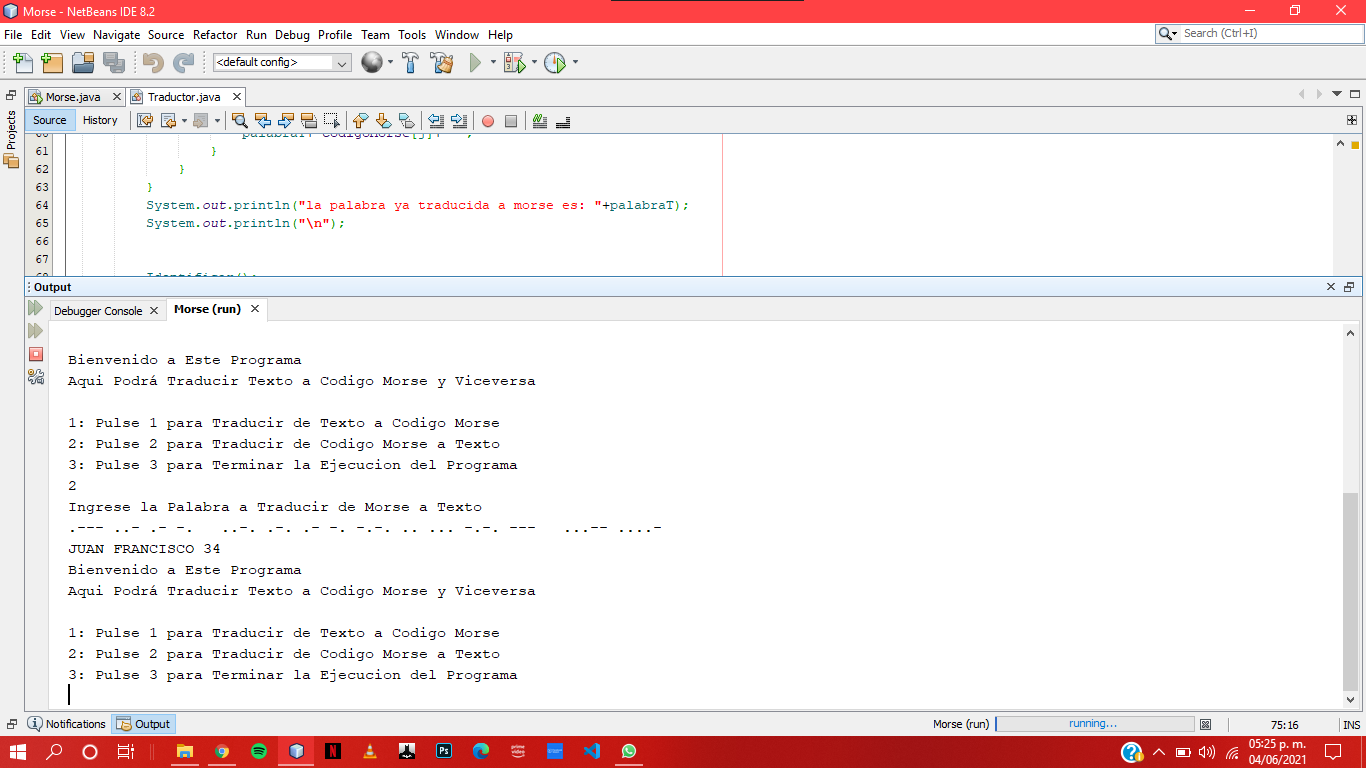 Morse - NetBeans IDE 8.2
File Edit View Navigate Source Refactor Run Debug Profile Team Tools Window Help
Search (Ctrl+I)
<default config>
Projects
Morse.java
Traductor.java
Source History
61 }
62 }
63 }
64 System.out.println("la palabra ya traducida a morse es: "+palabraT);
65 System.out.println("\n");
66
67
Output
Debugger Console
Morse (run)
Bienvenido a Este Programa
Aqui Podrá Traducir Texto a Codigo Morse y Viceversa
1: Pulse 1 para Traducir de Texto a Codigo Morse
2: Pulse 2 para Traducir de Codigo Morse a Texto
3: Pulse 3 para Terminar la Ejecucion del Programa
2
Ingrese la Palabra a Traducir de Morse a Texto
.--- ..- .- -.   ..-. .-. .- -. -.-. .. ... -.-. ---   ...-- ....-
JUAN FRANCISCO 34
Bienvenido a Este Programa
Aqui Podrá Traducir Texto a Codigo Morse y Viceversa
1: Pulse 1 para Traducir de Texto a Codigo Morse
2: Pulse 2 para Traducir de Codigo Morse a Texto
3: Pulse 3 para Terminar la Ejecucion del Programa
Notifications Output Morse (run) running... 75:16 INS
05:25 p. m.
04/06/2021